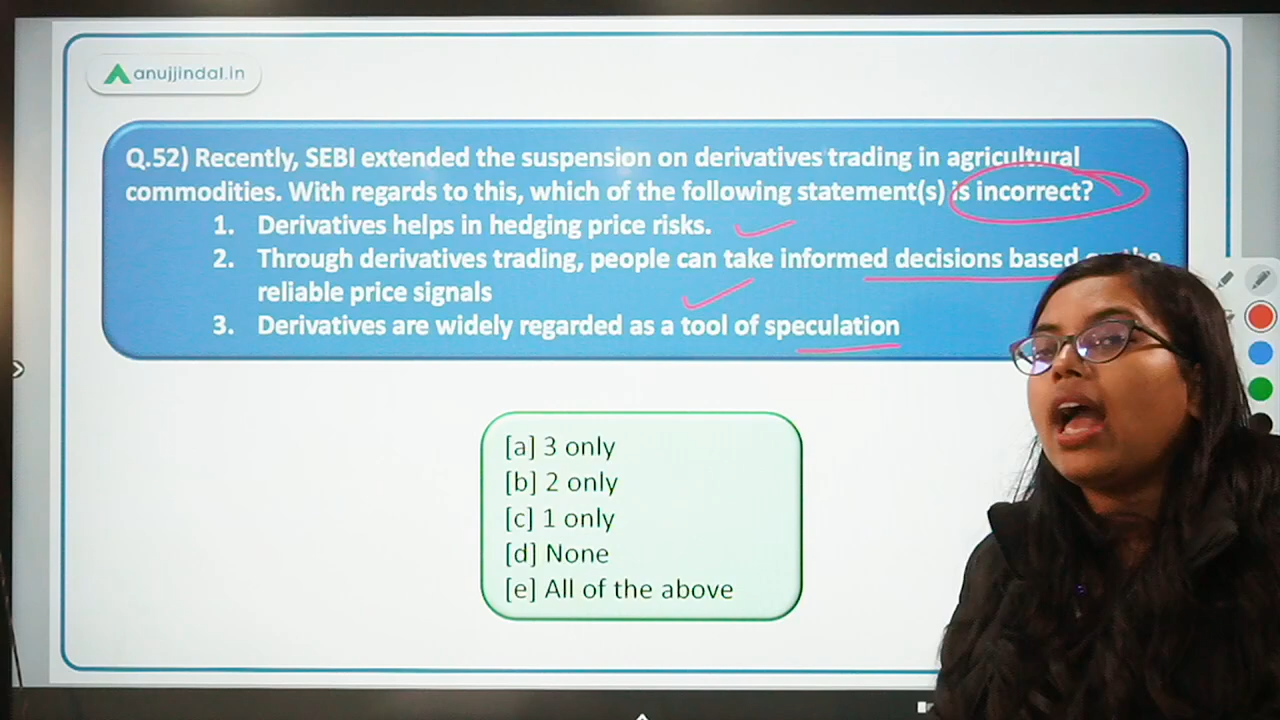 anujjindal.in
Q.52) Recently, SEBI extended the suspension on derivatives trading in agricultural
commodities. With regards to this, which of the following statement(s) is incorrect?
1. Derivatives helps in hedging price risks.
2. Through derivatives trading, people can take informed decisions based
reliable price signals
3. Derivatives are widely regarded as a tool of speculation
[a] 3 only
[b] 2 only
[c] 1 only
[d] None
[e] All of the above